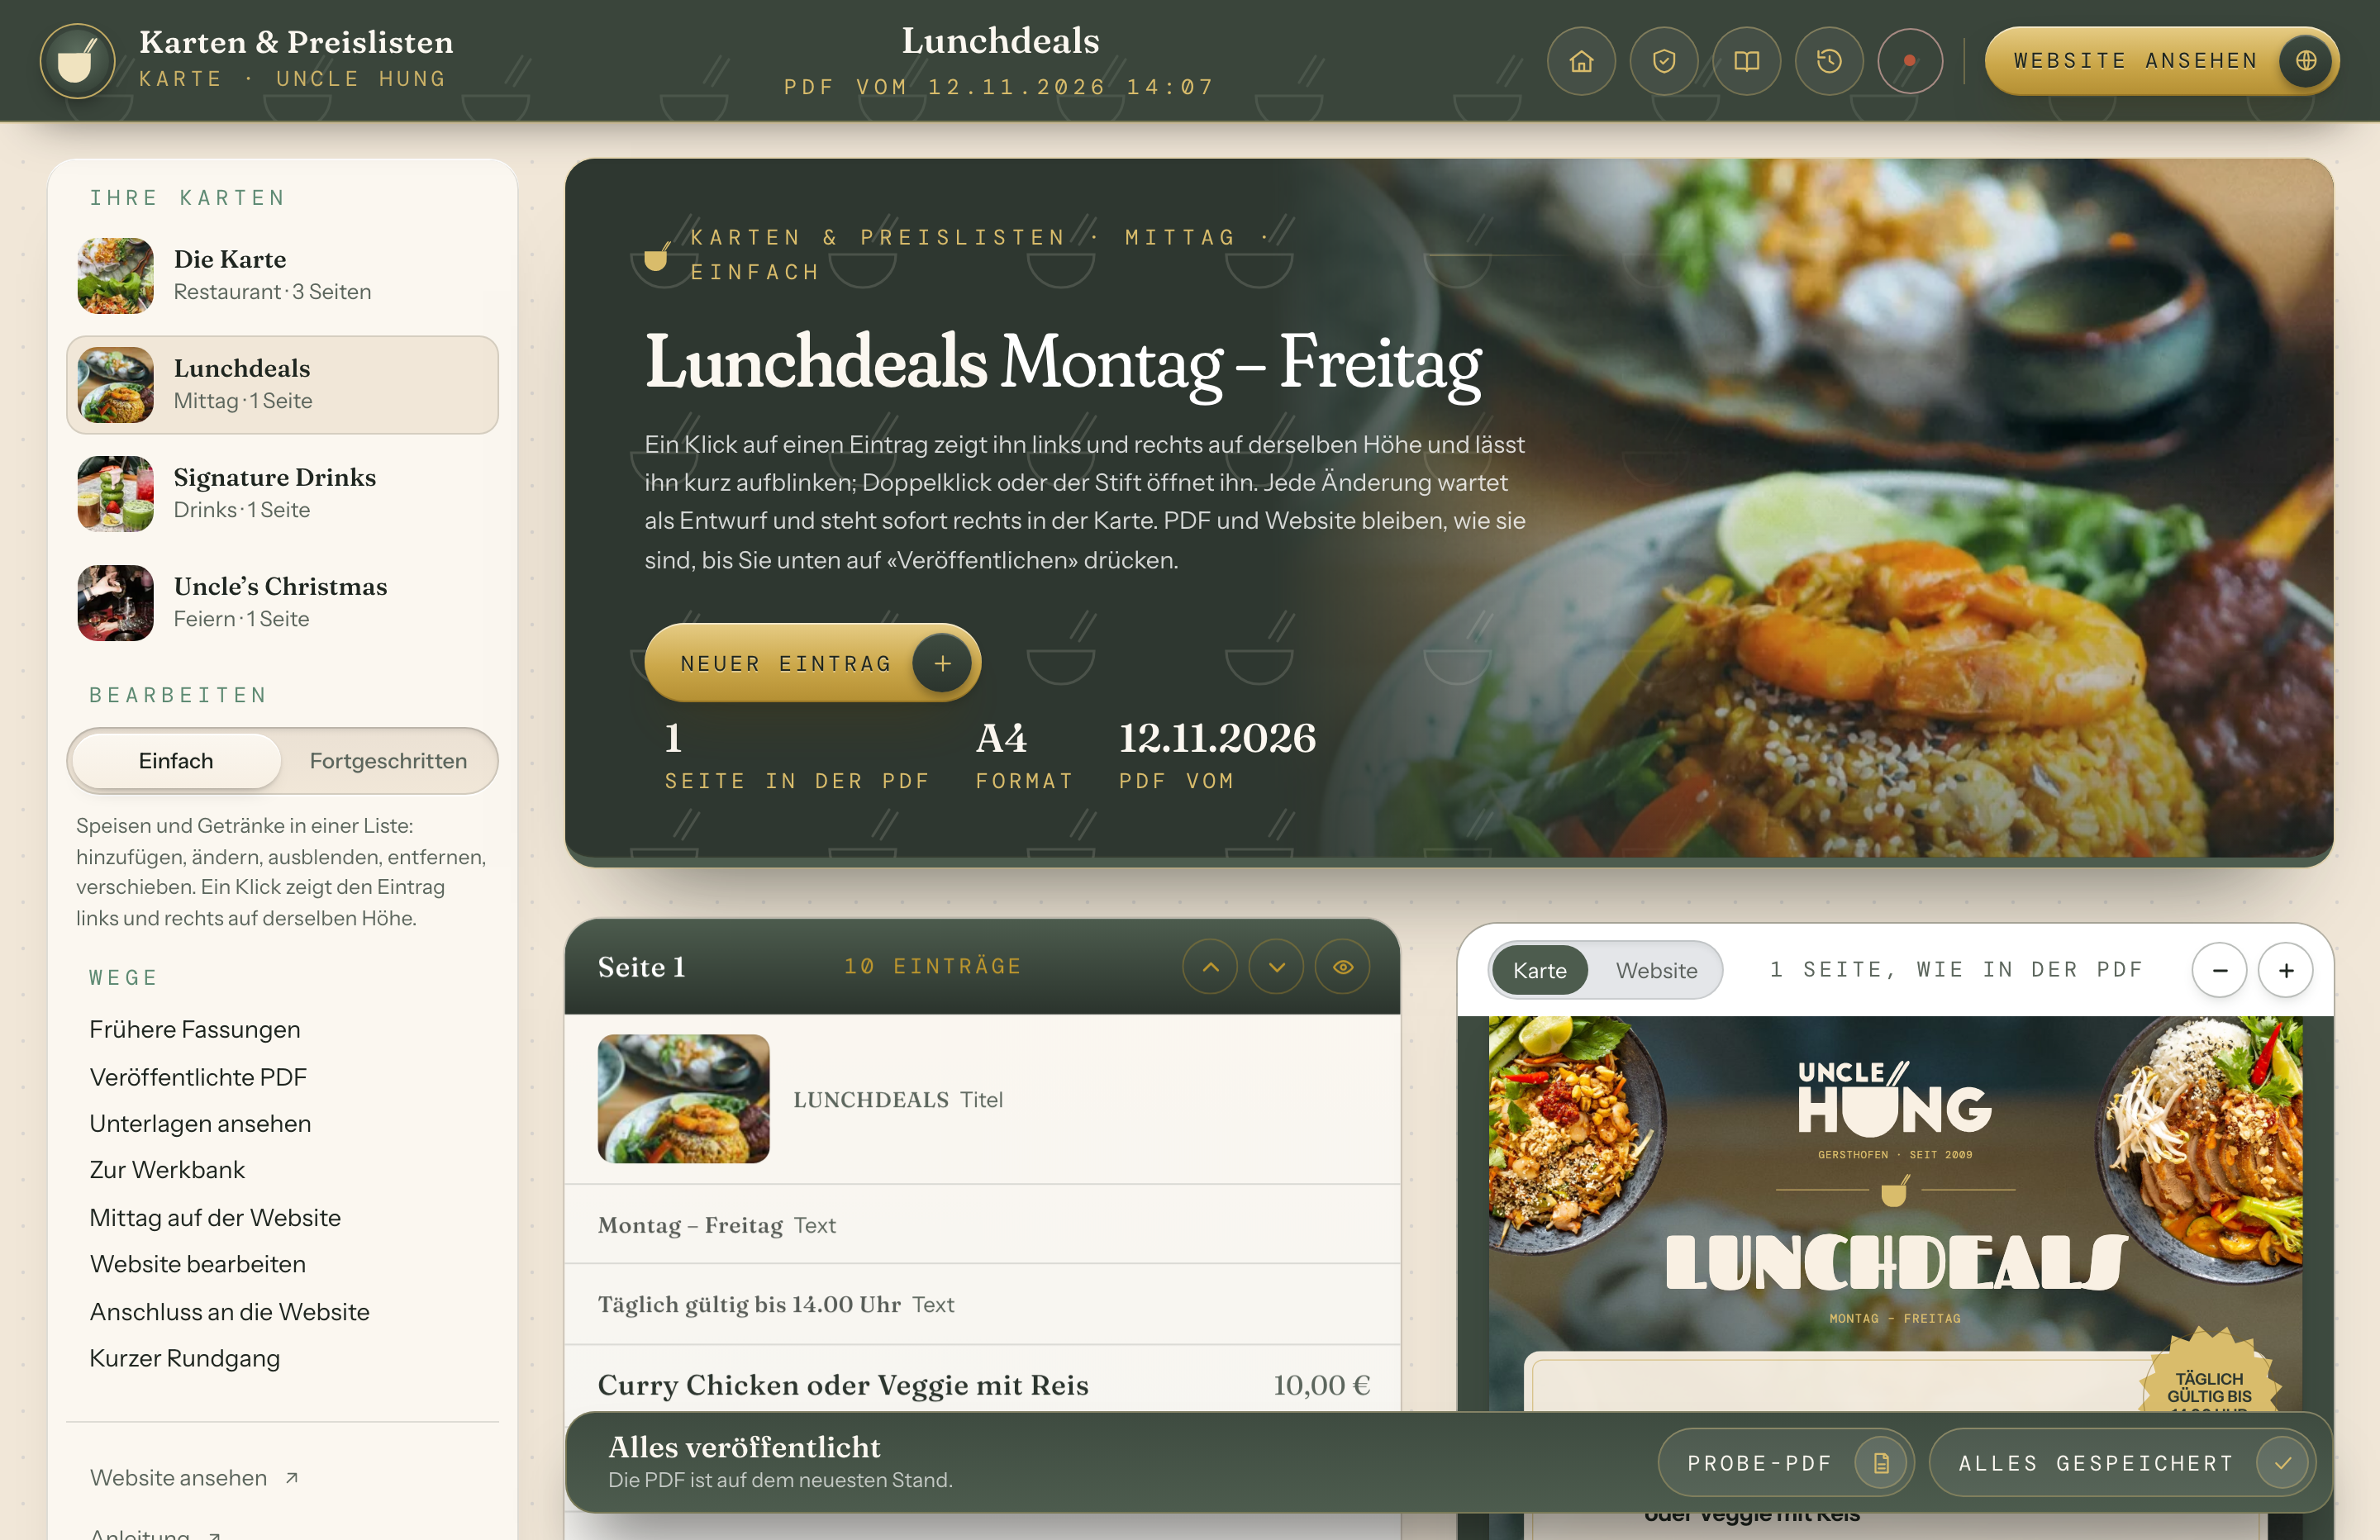 Karten & Preislisten
KARTE · UNCLE HUNG
Lunchdeals
PDF VOM 12.11.2026 14:07
WEBSITE ANSEHEN
IHRE KARTEN
Die Karte
Restaurant · 3 Seiten
Lunchdeals
Mittag · 1 Seite
Signature Drinks
Drinks · 1 Seite
Uncle’s Christmas
Feiern · 1 Seite
BEARBEITEN
Einfach
Fortgeschritten
Speisen und Getränke in einer Liste:
hinzufügen, ändern, ausblenden, entfernen,
verschieben. Ein Klick zeigt den Eintrag
links und rechts auf derselben Höhe.
WEGE
Frühere Fassungen
Veröffentlichte PDF
Unterlagen ansehen
Zur Werkbank
Mittag auf der Website
Website bearbeiten
Anschluss an die Website
Kurzer Rundgang
Website ansehen
Anleitung
KARTEN & PREISLISTEN · MITTAG ·
EINFACH
Lunchdeals Montag – Freitag
Ein Klick auf einen Eintrag zeigt ihn links und rechts auf derselben Höhe und lässt
ihn kurz aufblinken; Doppelklick oder der Stift öffnet ihn. Jede Änderung wartet
als Entwurf und steht sofort rechts in der Karte. PDF und Website bleiben, wie sie
sind, bis Sie unten auf «Veröffentlichen» drücken.
NEUER EINTRAG
1
SEITE IN DER PDF
A4
FORMAT
12.11.2026
PDF VOM
Seite 1
10 EINTRÄGE
LUNCHDEALS Titel
Montag – Freitag Text
Täglich gültig bis 14.00 Uhr Text
Curry Chicken oder Veggie mit Reis
10,00 €
Karte
Website
1 SEITE, WIE IN DER PDF
UNCLE
HUNG
GERSTHOFEN · SEIT 2009
LUNCHDEALS
MONTAG – FREITAG
TÄGLICH
GÜLTIG BIS
14.00 UHR
oder Veggie mit Reis
Alles veröffentlicht
Die PDF ist auf dem neuesten Stand.
PROBE-PDF
ALLES GESPEICHERT